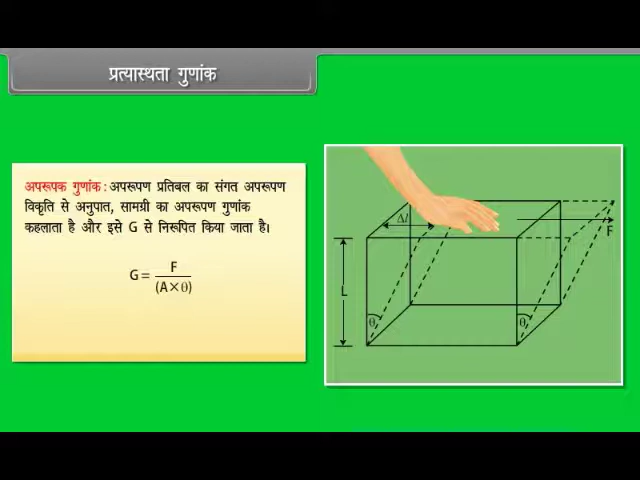 प्रत्यास्थता गुणांक
अपरूपक गुणांक: अपरूपण प्रतिबल का संगत अपरूपण
विकृति से अनुपात, सामग्री का अपरूपण गुणांक
कहलाता है और इसे G से निरूपित किया जाता है।
G = F / (A×θ)
Δl
F
L
θ
θ